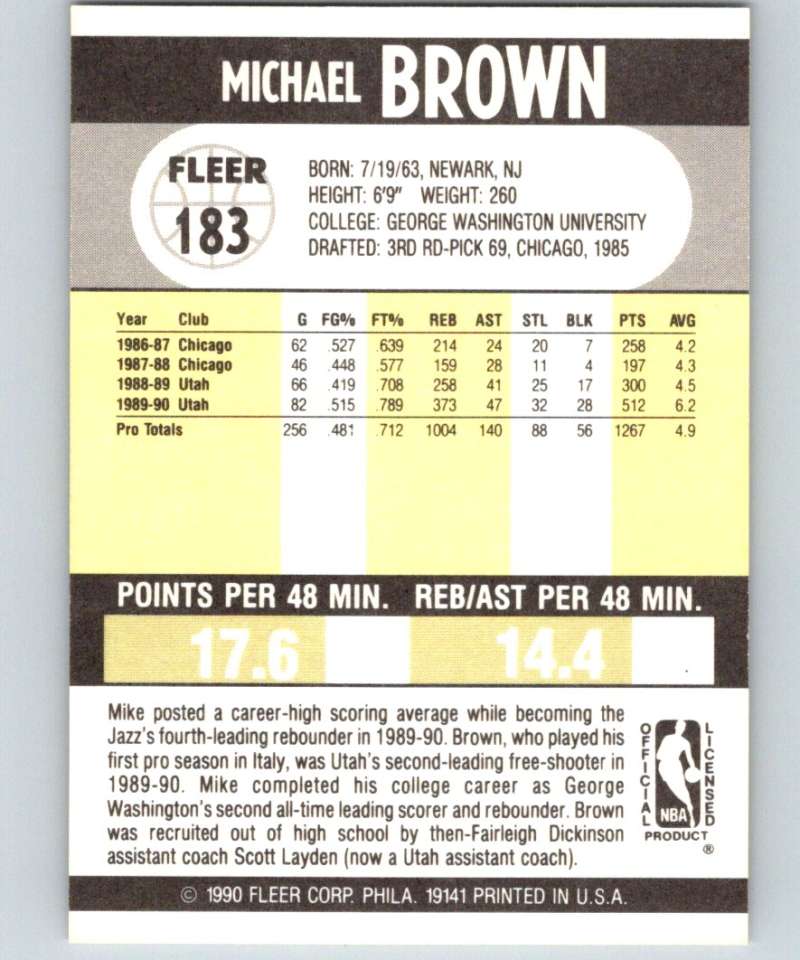 MICHAEL BROWN
FLEER
183
BORN: 7/19/63, NEWARK, NJ
HEIGHT: 6'9" WEIGHT: 260
COLLEGE: GEORGE WASHINGTON UNIVERSITY
DRAFTED: 3RD RD-PICK 69, CHICAGO, 1985
Year Club G FG% FT% REB AST STL BLK PTS AVG
1986-87 Chicago 62 .527 .639 214 24 20 7 258 4.2
1987-88 Chicago 46 .448 .577 159 28 11 4 197 4.3
1988-89 Utah 66 .419 .708 258 41 25 17 300 4.5
1989-90 Utah 82 .515 .789 373 47 32 28 512 6.2
Pro Totals 256 .481 .712 1004 140 88 56 1267 4.9
POINTS PER 48 MIN. REB/AST PER 48 MIN.
17.6 14.4
Mike posted a career-high scoring average while becoming the
Jazz's fourth-leading rebounder in 1989-90. Brown, who played his
first pro season in Italy, was Utah's second-leading free-shooter in
1989-90. Mike completed his college career as George
Washington's second all-time leading scorer and rebounder. Brown
was recruited out of high school by then-Fairleigh Dickinson
assistant coach Scott Layden (now a Utah assistant coach).
OFFICIAL
NBA
LICENSED
PRODUCT
®
© 1990 FLEER CORP. PHILA. 19141 PRINTED IN U.S.A.